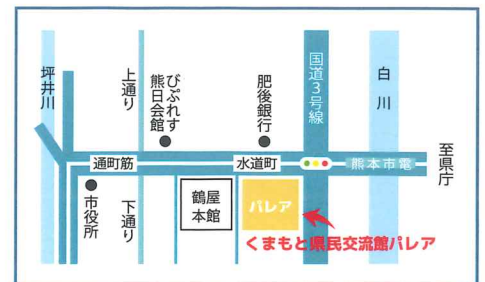 坪井川
上通り
びぷれす
熊日会館
肥後銀行
国道3号線
白川
至県庁
通町筋
水道町
熊本市電
市役所
下通り
鶴屋
本館
パレア
くまもと県民交流館パレア